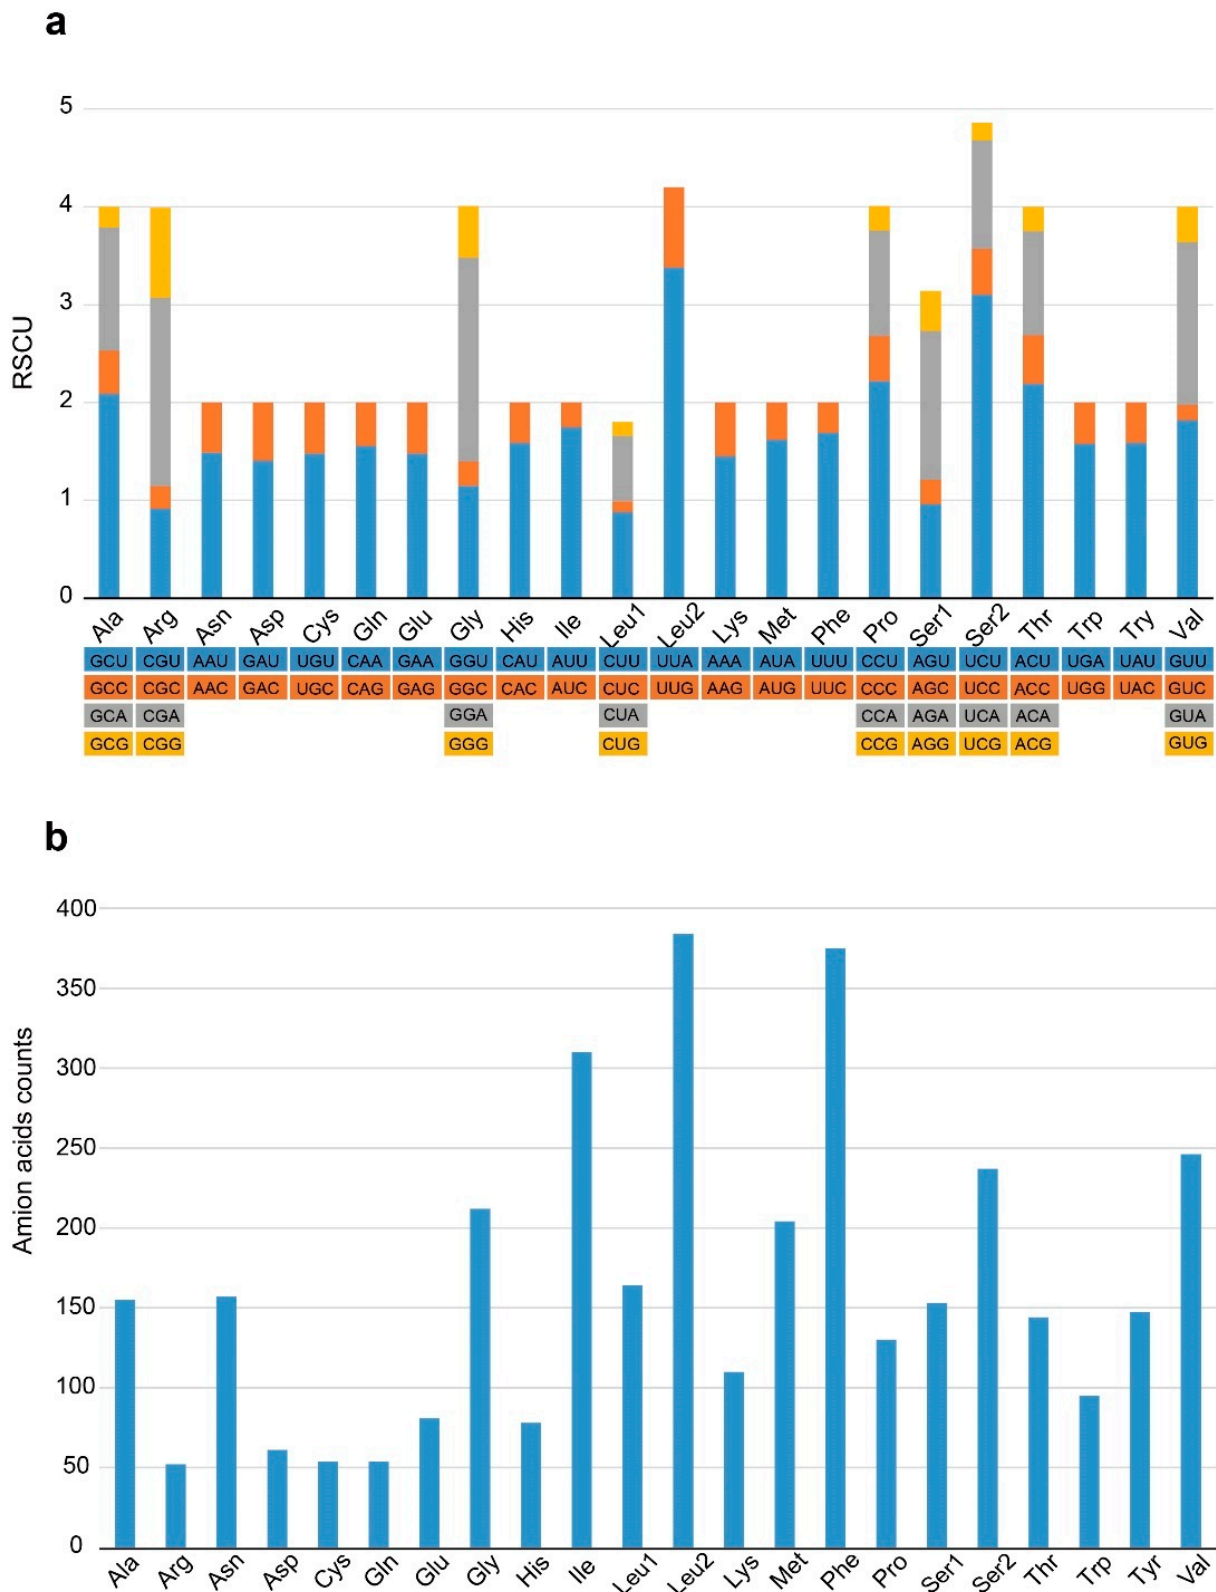 a
5
4
3
2
1
0
RSCU
Ala Arg Asn Asp Cys Gln Glu Gly His Ile Leu1 Leu2 Lys Met Phe Pro Ser1 Ser2 Thr Trp Try Val
GCU CGU AAU GAU UGU CAA GAA GGU CAU AUU CUU UUA AAA AUA UUU CCU AGU UCU ACU UGA UAU GUU
GCC CGC AAC GAC UGC CAG GAG GGC CAC AUC CUC UUG AAG AUG UUC CCC AGC UCC ACC UGG UAC GUC
GCA CGA GGA CUA CCA AGA UCA ACA GUA
GCG CGG GGG CUG CCG AGG UCG ACG GUG
b
400
350
300
250
200
150
100
50
0
Amion acids counts
Ala Arg Asn Asp Cys Gln Glu Gly His Ile Leu1 Leu2 Lys Met Phe Pro Ser1 Ser2 Thr Trp Tyr Val